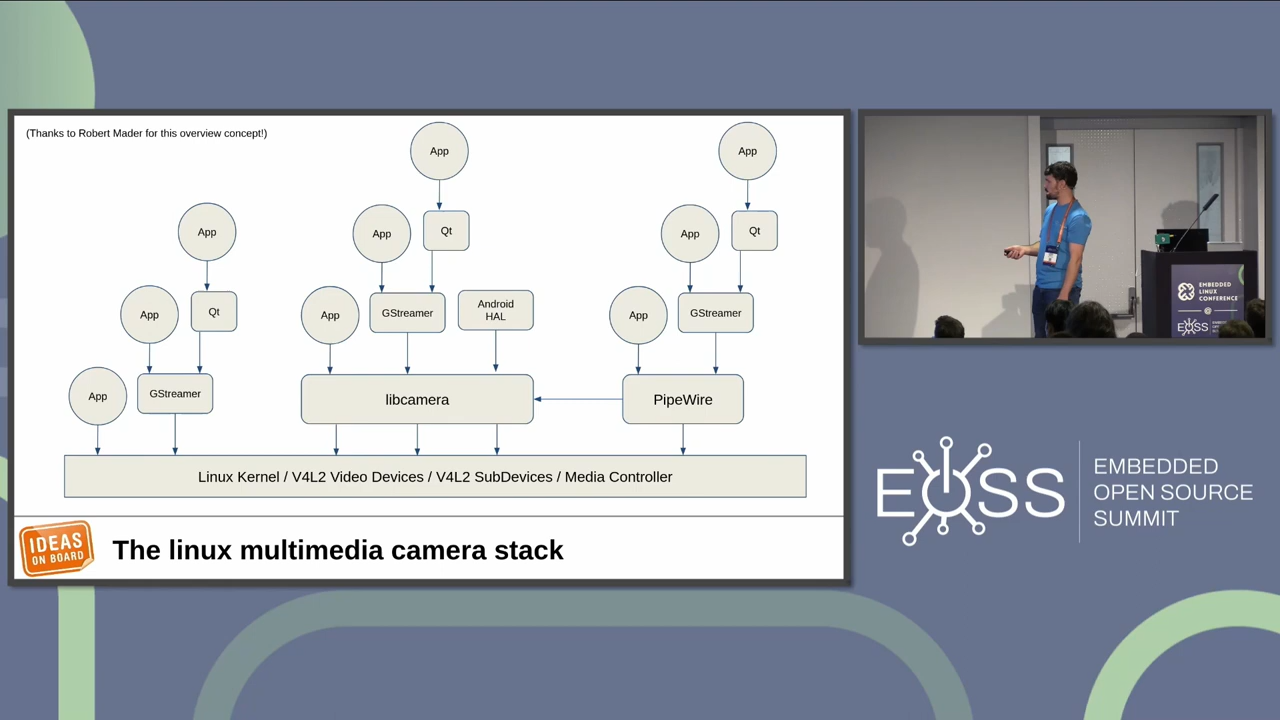 (Thanks to Robert Mader for this overview concept!)
App
App
App
Qt
App
Qt
App
Qt
App
GStreamer
App
GStreamer
Android
HAL
App
GStreamer
App
libcamera
PipeWire
Linux Kernel / V4L2 Video Devices / V4L2 SubDevices / Media Controller
IDEAS
ON BOARD
The linux multimedia camera stack
EMBEDDED
LINUX
CONFERENCE
EOSS
EOSS
EMBEDDED
OPEN SOURCE
SUMMIT